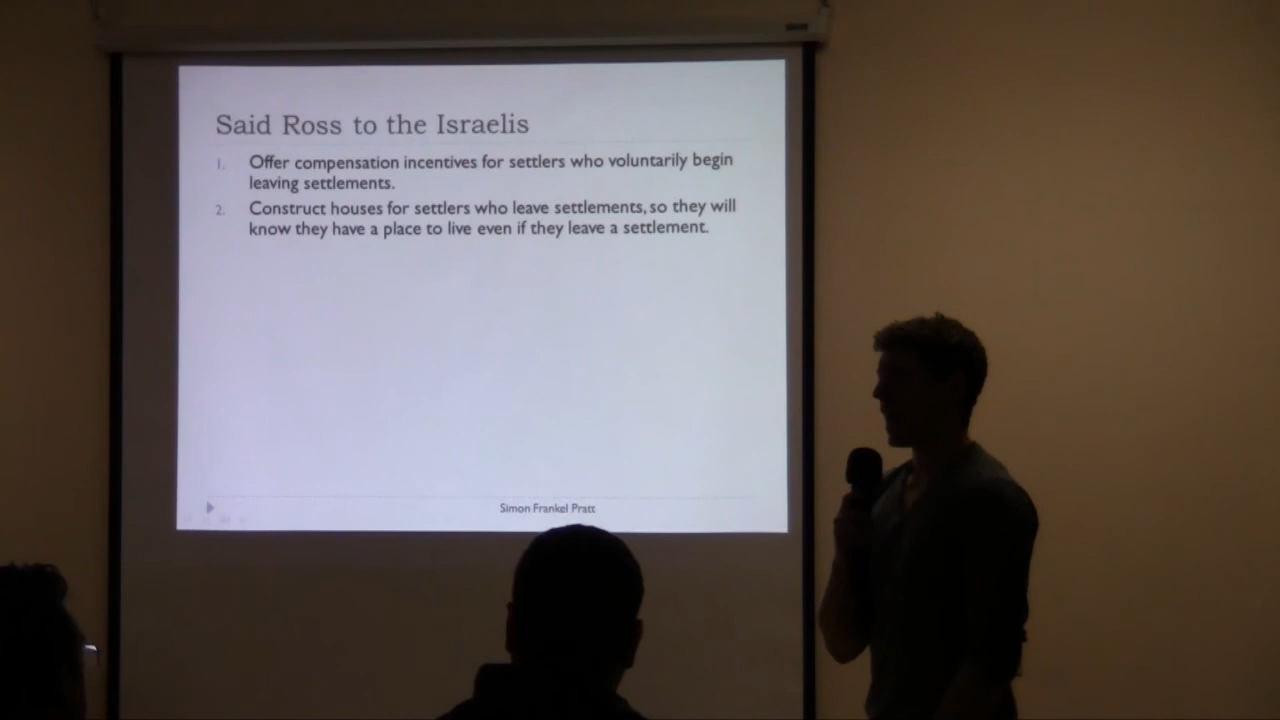 Said Ross to the Israelis
1. Offer compensation incentives for settlers who voluntarily begin
leaving settlements.
2. Construct houses for settlers who leave settlements, so they will
know they have a place to live even if they leave a settlement.
Simon Frankel Pratt